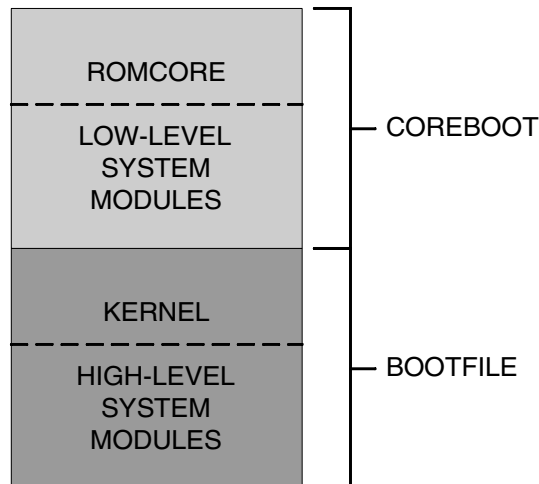 ROMCORE
LOW-LEVEL
SYSTEM
MODULES
COREBOOT
KERNEL
HIGH-LEVEL
SYSTEM
MODULES
BOOTFILE